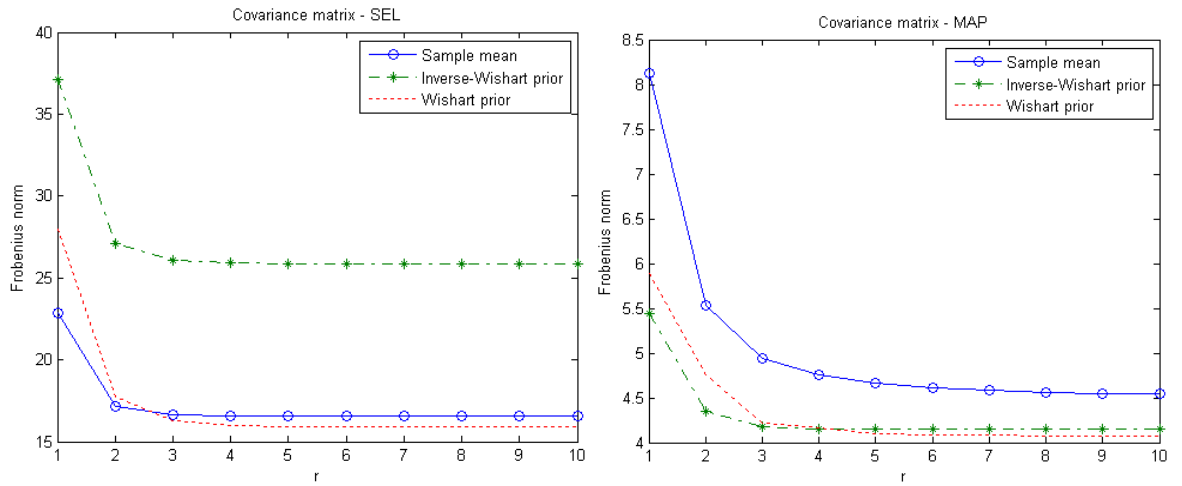 Covariance matrix - SEL
40
35
30
25
20
15
Frobenius norm
1 2 3 4 5 6 7 8 9 10
r
Sample mean
Inverse-Wishart prior
Wishart prior
Covariance matrix - MAP
8.5
8
7.5
7
6.5
6
5.5
5
4.5
4
Frobenius norm
1 2 3 4 5 6 7 8 9 10
r
Sample mean
Inverse-Wishart prior
Wishart prior